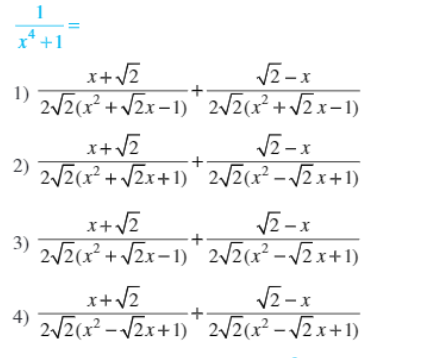 1/(x⁴+1) =
1) (x+√2)/(2√2(x²+√2x−1)) + (√2−x)/(2√2(x²+√2x−1))
2) (x+√2)/(2√2(x²+√2x+1)) + (√2−x)/(2√2(x²−√2x+1))
3) (x+√2)/(2√2(x²+√2x−1)) + (√2−x)/(2√2(x²−√2x+1))
4) (x+√2)/(2√2(x²−√2x+1)) + (√2−x)/(2√2(x²−√2x+1))